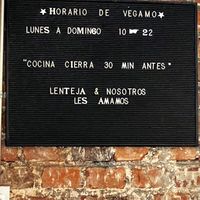 ★ HORARIO DE VEGAMO ★
LUNES A DOMINGO 10 22
"COCINA CIERRA 30 MIN ANTES"
LENTEJA & NOSOTROS
LES AMAMOS